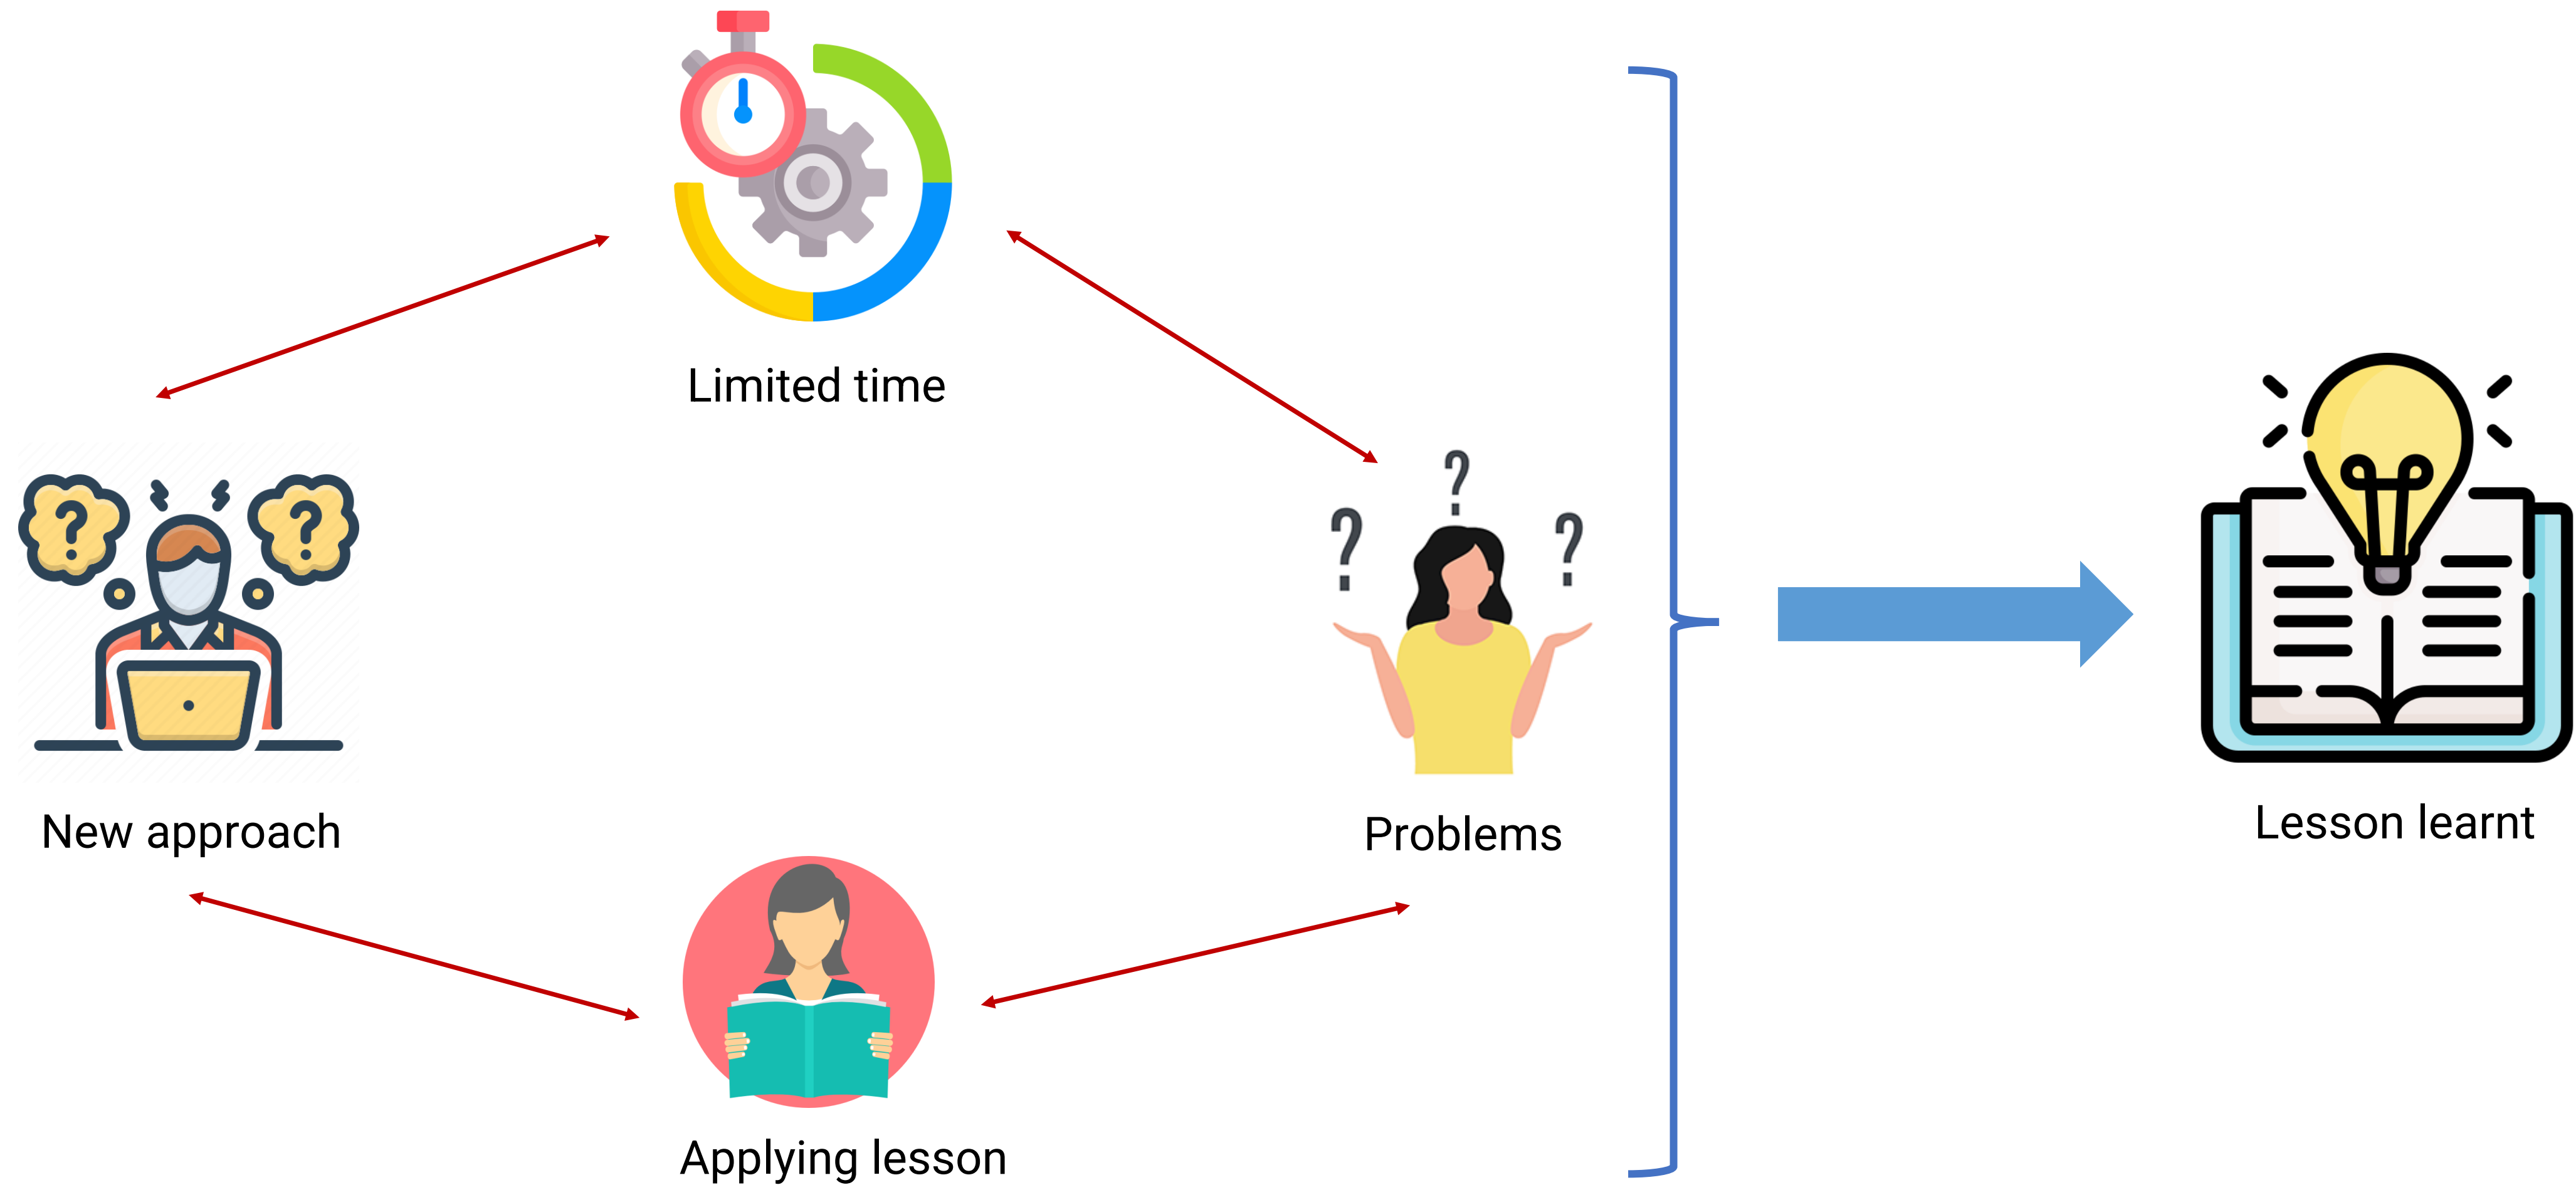 Limited time
New approach
Problems
Lesson learnt
Applying lesson